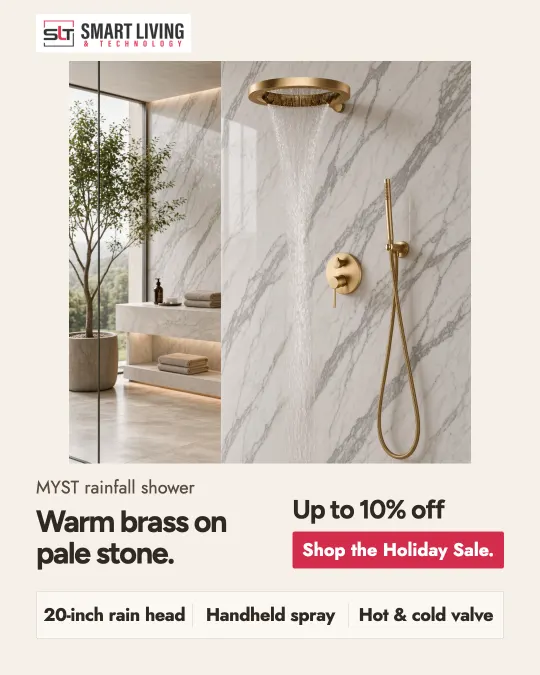 SLT SMART LIVING
& TECHNOLOGY
MYST rainfall shower
Warm brass on
pale stone.
Up to 10% off
Shop the Holiday Sale.
20-inch rain head
Handheld spray
Hot & cold valve